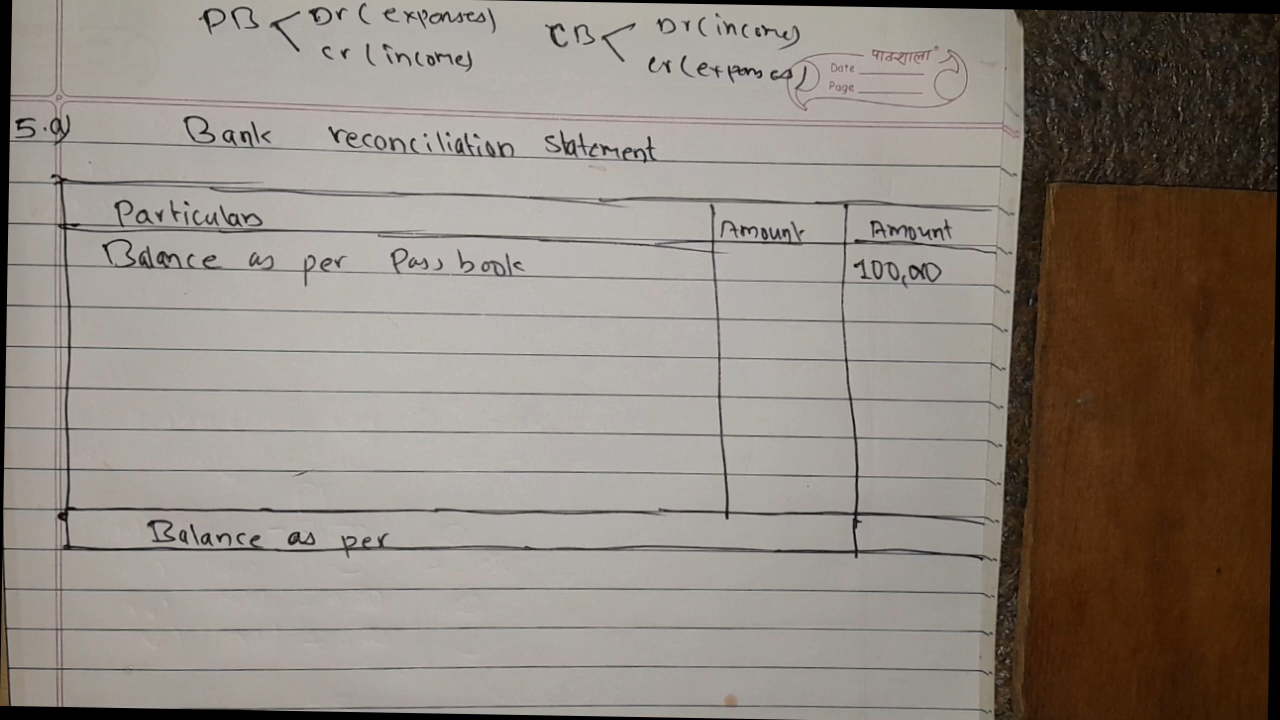 PB < Dr (expenses)
cr (income)
CB < Dr (income)
cr (expenses)
पाठशाला
Date
Page
5.a) Bank reconciliation statement
Particulars Amount Amount
Balance as per Pass book 100,000
Balance as per